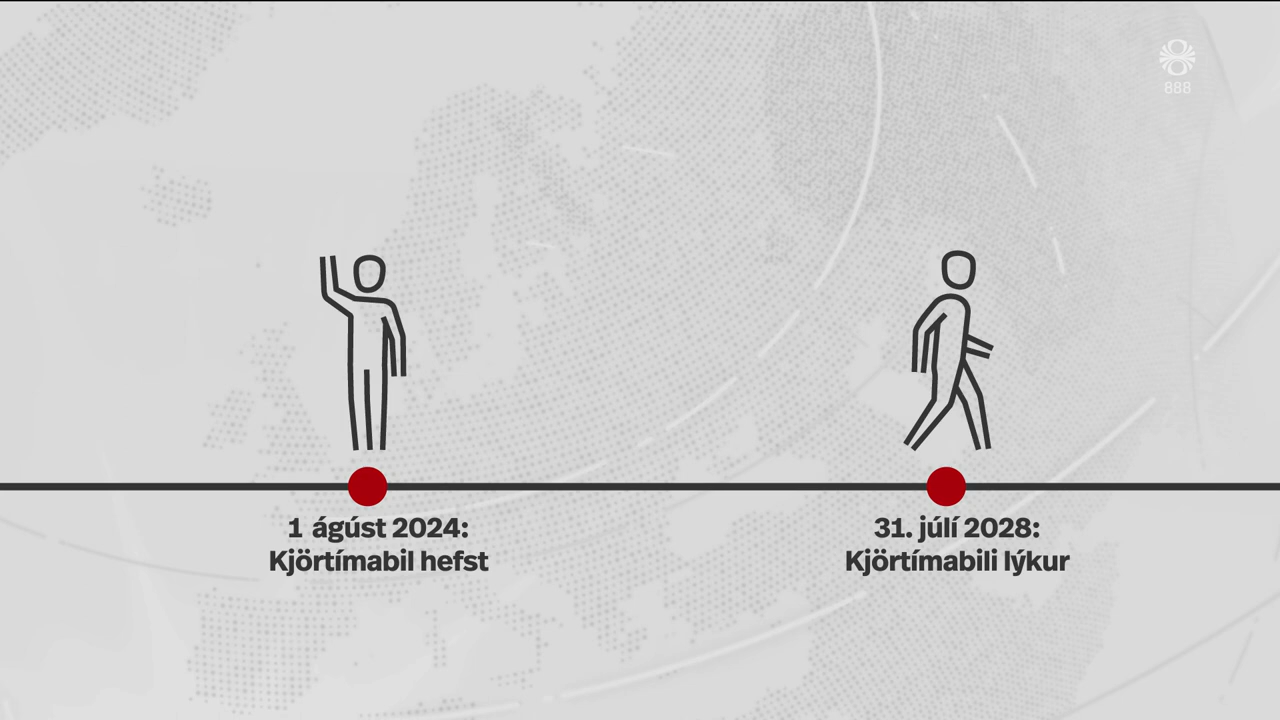 888
1 ágúst 2024:
Kjörtímabil hefst
31. júlí 2028:
Kjörtímabili lýkur